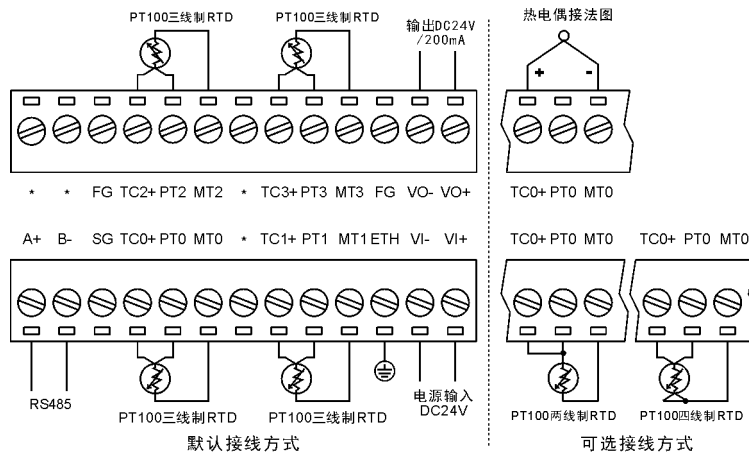 PT100三线制RTD
PT100三线制RTD
输出DC24V
/200mA
热电偶接法图
+ -
* * FG TC2+ PT2 MT2 * TC3+ PT3 MT3 FG VO- VO+
TC0+ PT0 MT0
A+ B- SG TC0+ PT0 MT0 * TC1+ PT1 MT1 ETH VI- VI+
TC0+ PT0 MT0
TC0+ PT0 MT0
RS485
PT100三线制RTD
PT100三线制RTD
电源输入
DC24V
PT100两线制RTD
PT100四线制RTD
默认接线方式
可选接线方式